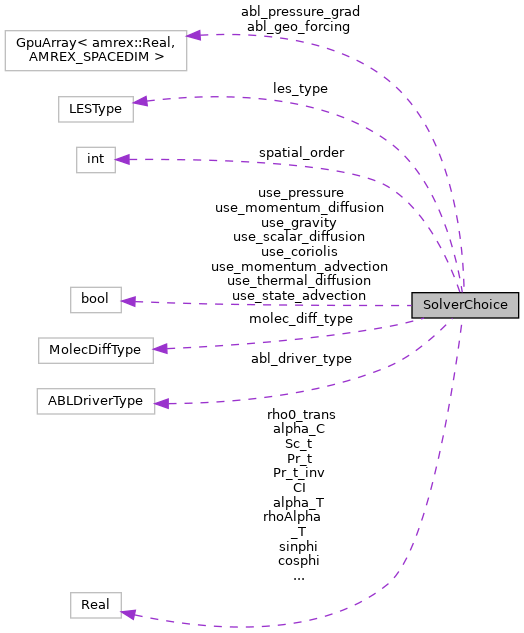 abl_pressure_grad
abl_geo_forcing
GpuArray< amrex::Real,
AMREX_SPACEDIM >
les_type
LESType
spatial_order
int
use_pressure
use_momentum_diffusion
use_gravity
use_scalar_diffusion
use_coriolis
use_momentum_advection
use_thermal_diffusion
use_state_advection
bool
SolverChoice
molec_diff_type
MolecDiffType
abl_driver_type
ABLDriverType
rho0_trans
alpha_C
Sc_t
Pr_t
Pr_t_inv
CI
alpha_T
rhoAlpha
_T
sinphi
cosphi
...
Real